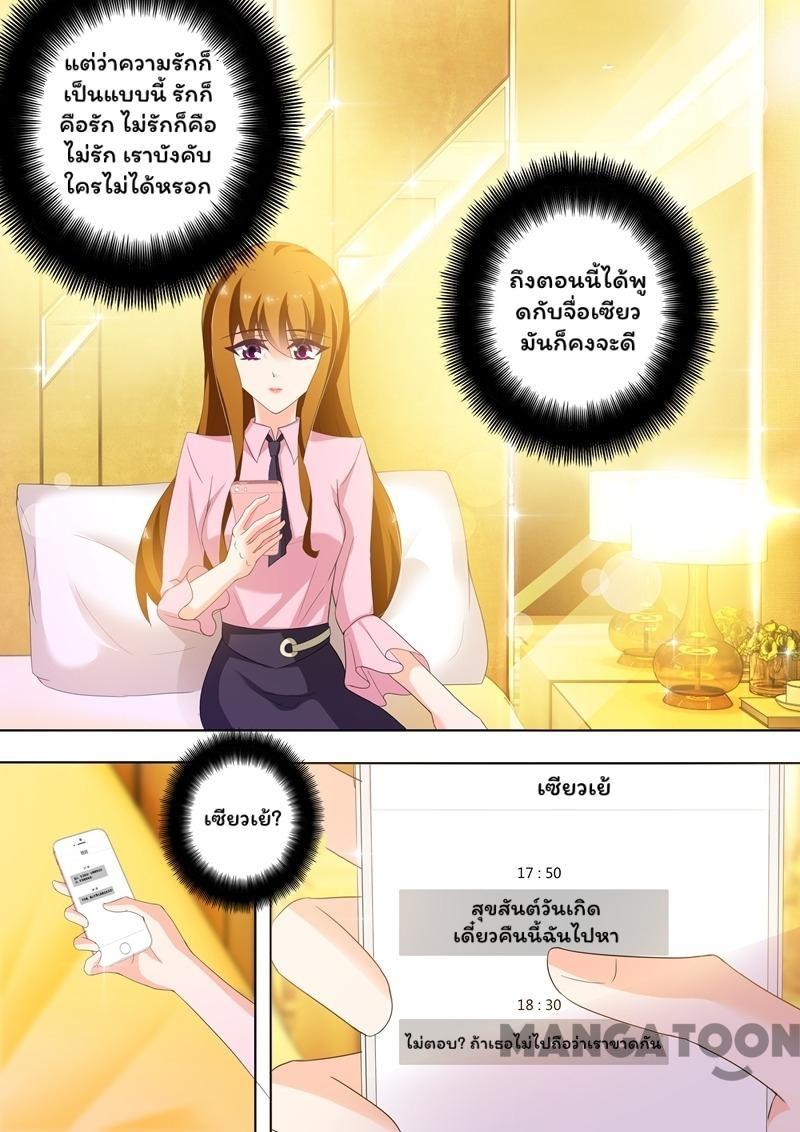 แต่ว่าความรักก็
เป็นแบบนี้ รักก็
คือรัก ไม่รักก็คือ
ไม่รัก เราบังคับ
ใครไม่ได้หรอก
ถึงตอนนี้ได้พู
ดกับจื่อเซียว
มันก็คงจะดี
เซียวเย้?
เซียวเย้
17 : 50
สุขสันต์วันเกิด
เดี๋ยวคืนนี้ฉันไปหา
18 : 30
ไม่ตอบ? ถ้าเธอไม่ไปถือว่าเราขาดกัน
MANGATOON